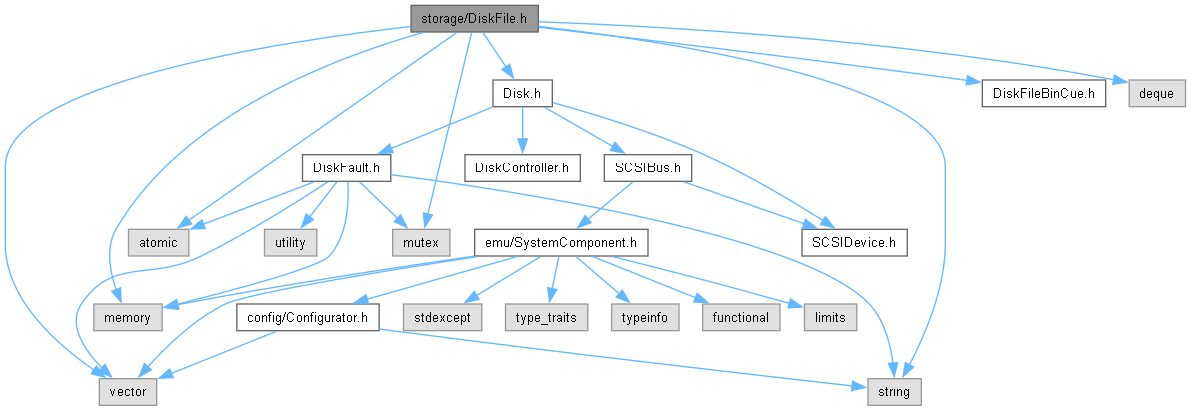 storage/DiskFile.h
Disk.h
DiskFileBinCue.h
deque
DiskFault.h
DiskController.h
SCSIBus.h
atomic
utility
mutex
emu/SystemComponent.h
SCSIDevice.h
memory
config/Configurator.h
stdexcept
type_traits
typeinfo
functional
limits
vector
string